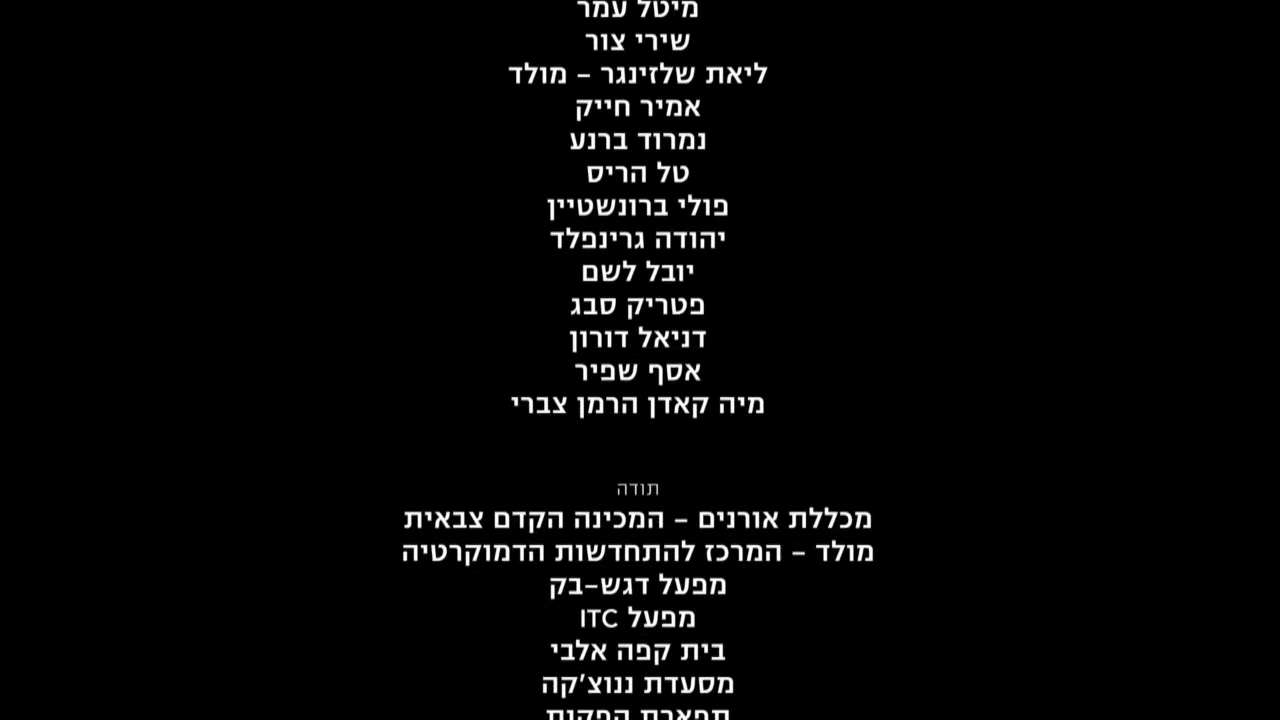 מיטל עמר
שירי צור
ליאת שלזינגר – מולד
אמיר חייק
נמרוד ברנע
טל הריס
פולי ברונשטיין
יהודה גרינפלד
יובל לשם
פטריק סבג
דניאל דורון
אסף שפיר
מיה קאדן הרמן צברי
תודה
מכללת אורנים – המכינה הקדם צבאית
מולד – המרכז להתחדשות הדמוקרטיה
מפעל דגש–בק
מפעל ITC
בית קפה אלבי
מסעדת ננוצ'קה
תפארת הפקות